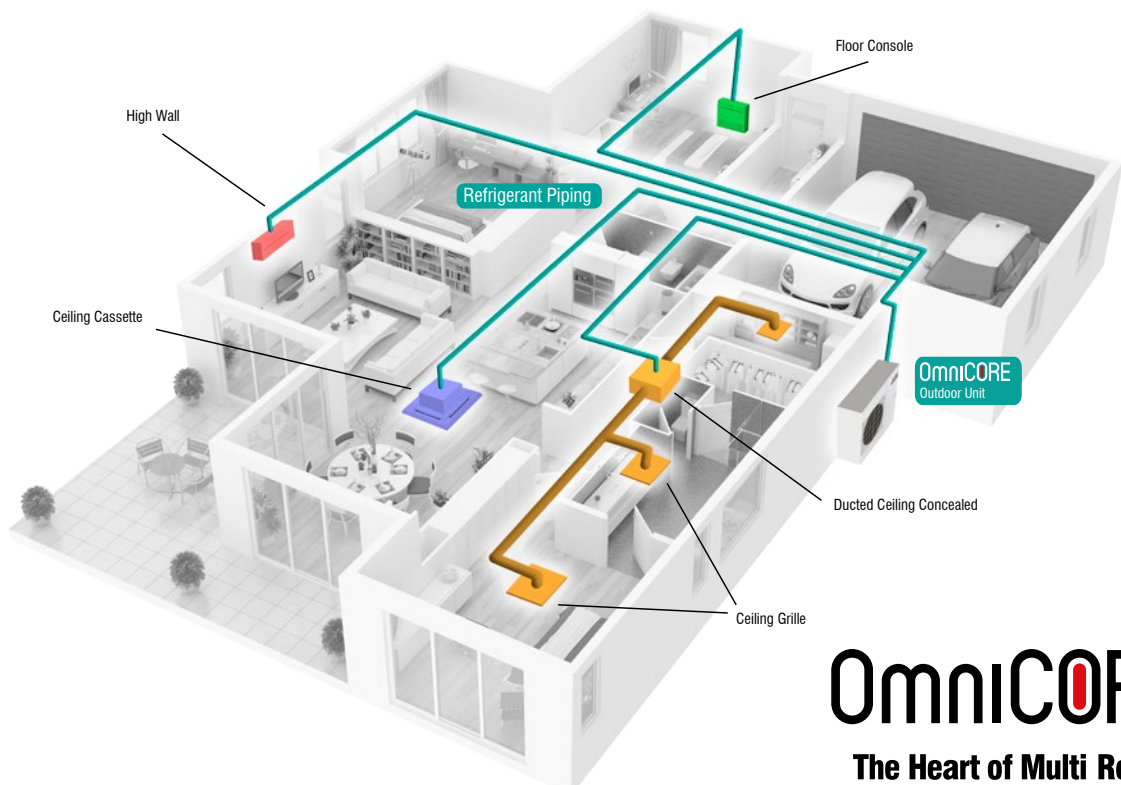 Floor Console
High Wall
Refrigerant Piping
Ceiling Cassette
OmniCORE
Outdoor Unit
Ducted Ceiling Concealed
Ceiling Grille
The Heart of Multi